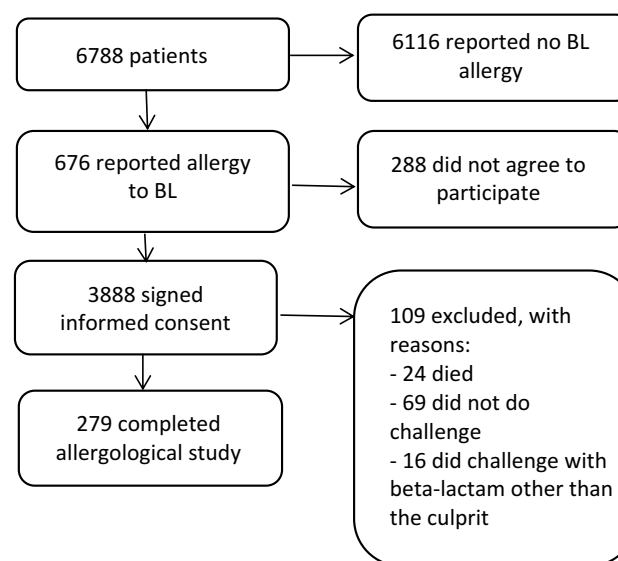 6788 patients
6116 reported no BL
allergy
676 reported allergy
to BL
288 did not agree to
participate
3888 signed
informed consent
109 excluded, with
reasons:
- 24 died
- 69 did not do
challenge
- 16 did challenge with
beta-lactam other than
the culprit
279 completed
allergological study